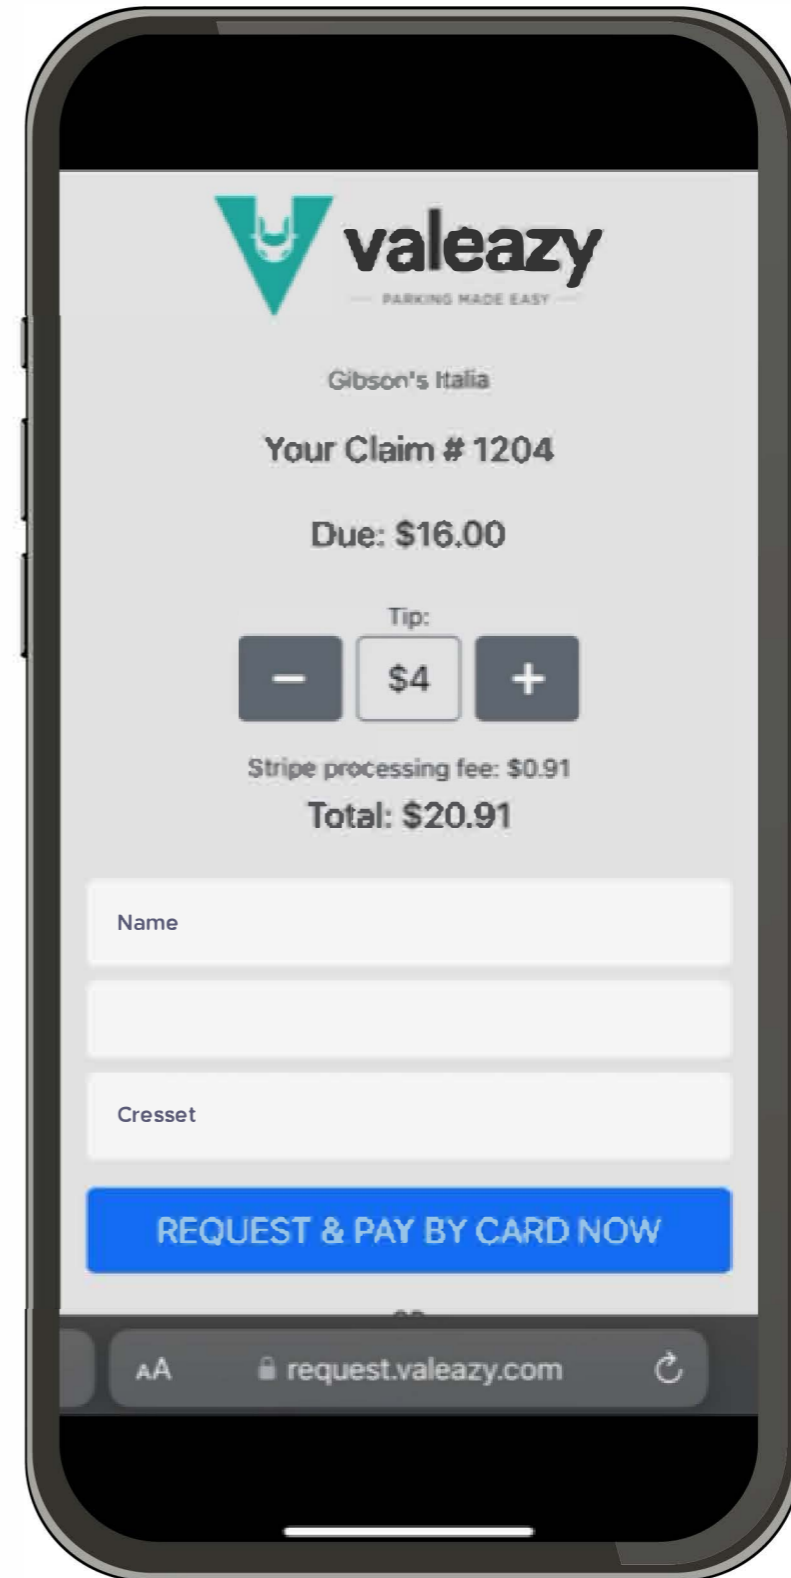 valeazy
PARKING MADE EASY
Gibson's Italia
Your Claim # 1204
Due: $16.00
Tip:
− $4 +
Stripe processing fee: $0.91
Total: $20.91
Name
Cresset
REQUEST & PAY BY CARD NOW
AA request.valeazy.com